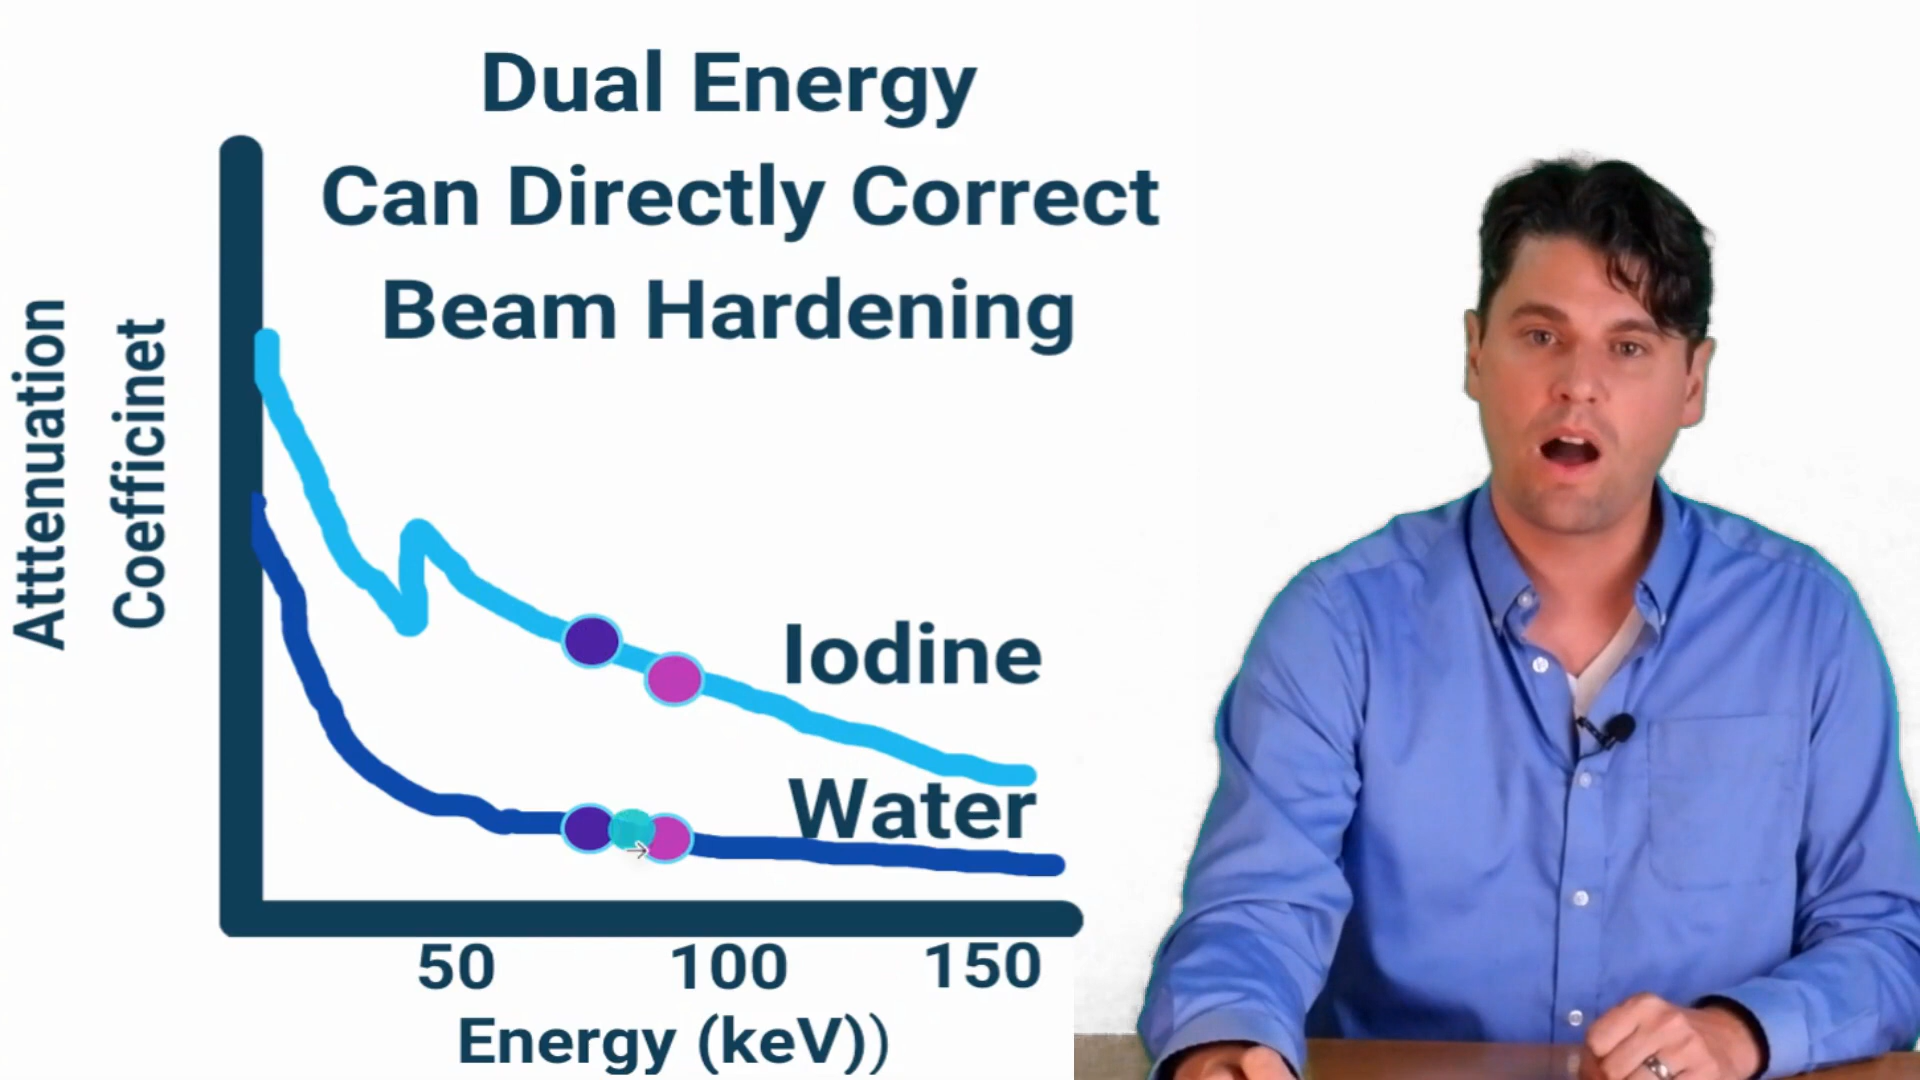 Dual Energy
Can Directly Correct
Beam Hardening
Atttenuation
Coefficinet
Iodine
Water
50 100 150
Energy (keV))